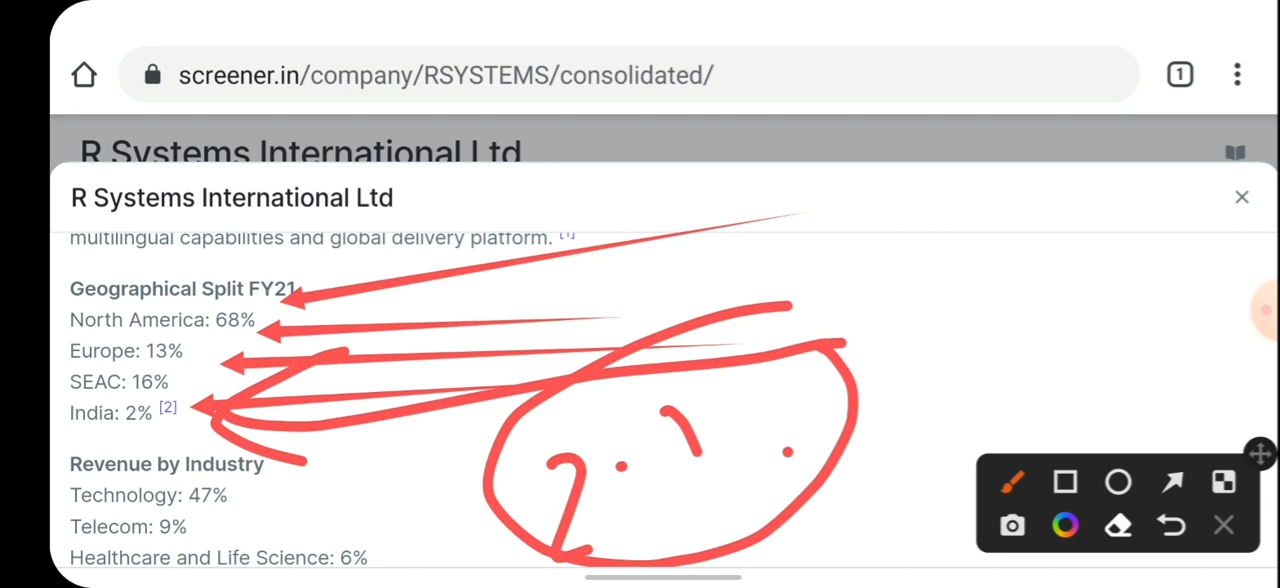 screener.in/company/RSYSTEMS/consolidated/
1
R Systems International Ltd
R Systems International Ltd
multilingual capabilities and global delivery platform. [1]
Geographical Split FY21
North America: 68%
Europe: 13%
SEAC: 16%
India: 2% [2]
Revenue by Industry
Technology: 47%
Telecom: 9%
Healthcare and Life Science: 6%